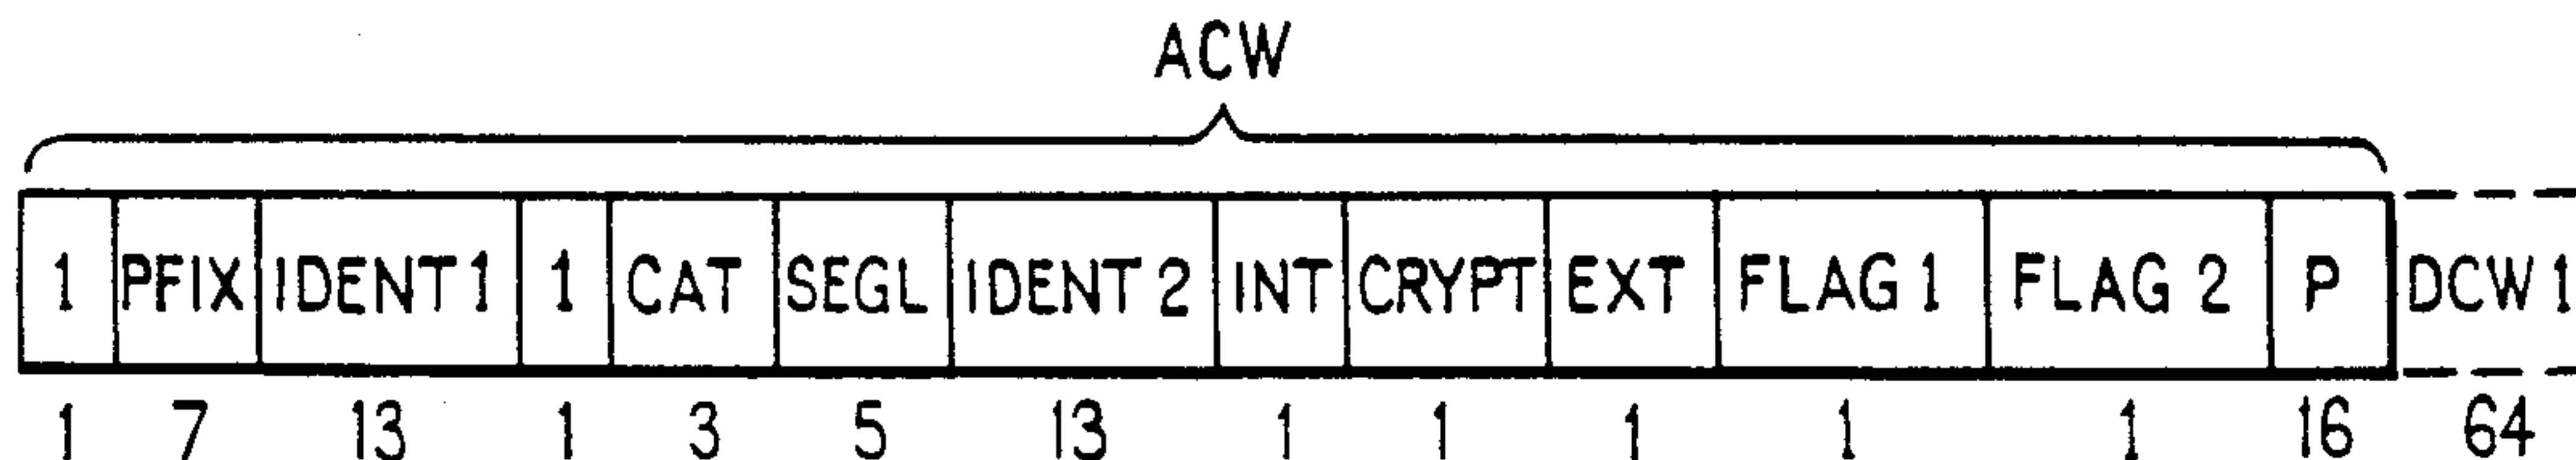 ACW
1 PFIX IDENT 1 1 CAT SEGL IDENT 2 INT CRYPT EXT FLAG 1 FLAG 2 P DCW 1
1 7 13 1 3 5 13 1 1 1 1 1 16 64